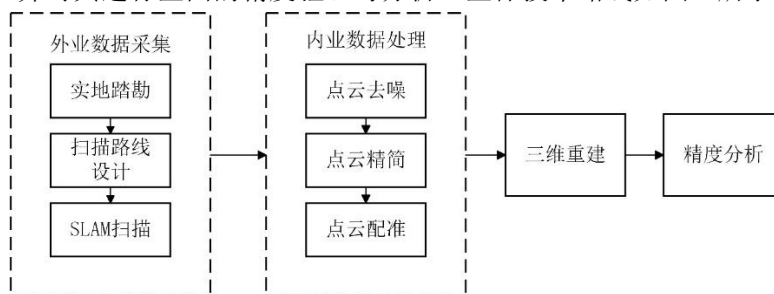 外业数据采集
实地踏勘
扫描路线
设计
SLAM扫描
内业数据处理
点云去噪
点云精简
点云配准
三维重建
精度分析